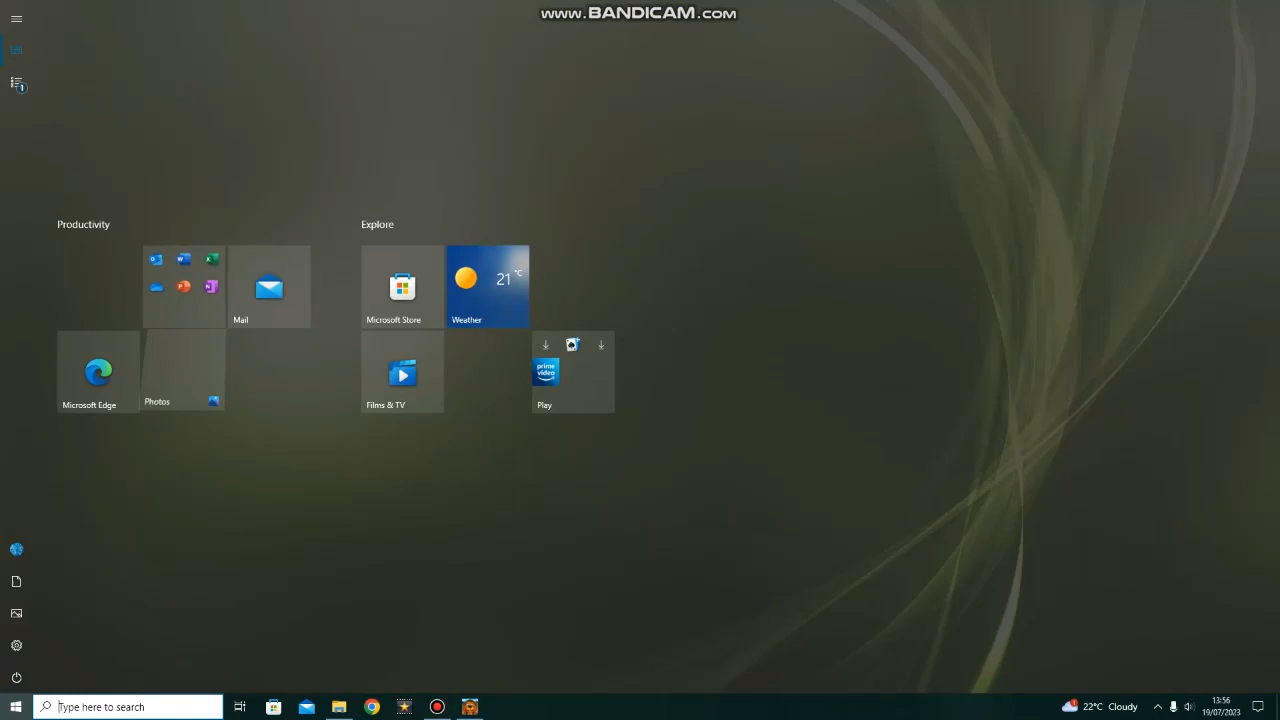 www.BANDICAM.com
1
Productivity
Explore
Mail
Microsoft Store
21°C
Weather
Microsoft Edge
Photos
Films & TV
prime video
Play
Type here to search
22°C Cloudy
13:56
19/07/2023